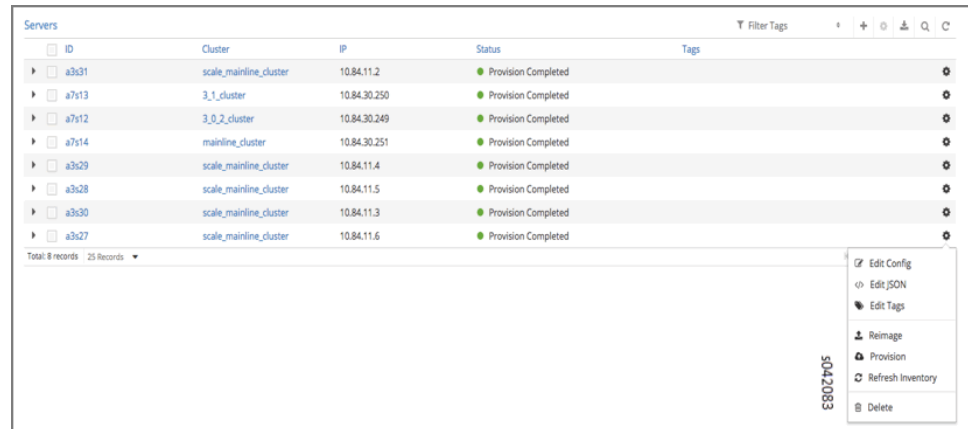 Servers Filter Tags
ID Cluster IP Status Tags
a3s31 scale_mainline_cluster 10.84.11.2 Provision Completed
a7s13 3_1_cluster 10.84.30.250 Provision Completed
a7s12 3_0_2_cluster 10.84.30.249 Provision Completed
a7s14 mainline_cluster 10.84.30.251 Provision Completed
a3s29 scale_mainline_cluster 10.84.11.4 Provision Completed
a3s28 scale_mainline_cluster 10.84.11.5 Provision Completed
a3s30 scale_mainline_cluster 10.84.11.3 Provision Completed
a3s27 scale_mainline_cluster 10.84.11.6 Provision Completed
Total: 8 records 25 Records
Edit Config
Edit JSON
Edit Tags
Reimage
Provision
Refresh Inventory
Delete
s042083